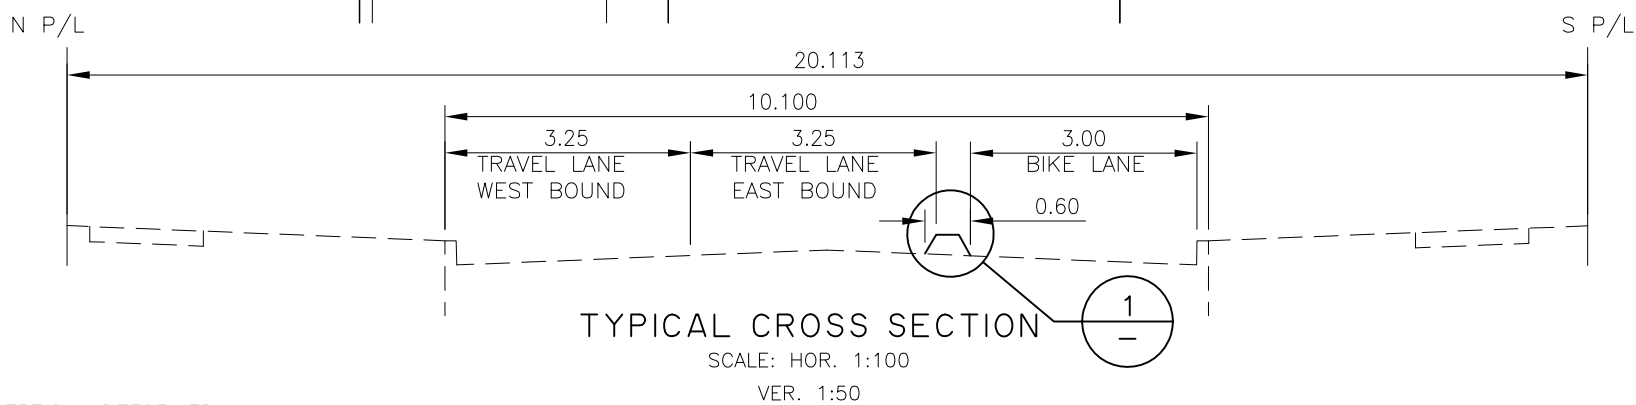 N P/L
S P/L
20.113
10.100
3.25
3.25
3.00
TRAVEL LANE
WEST BOUND
TRAVEL LANE
EAST BOUND
BIKE LANE
0.60
1
–
TYPICAL CROSS SECTION
SCALE: HOR. 1:100
VER. 1:50